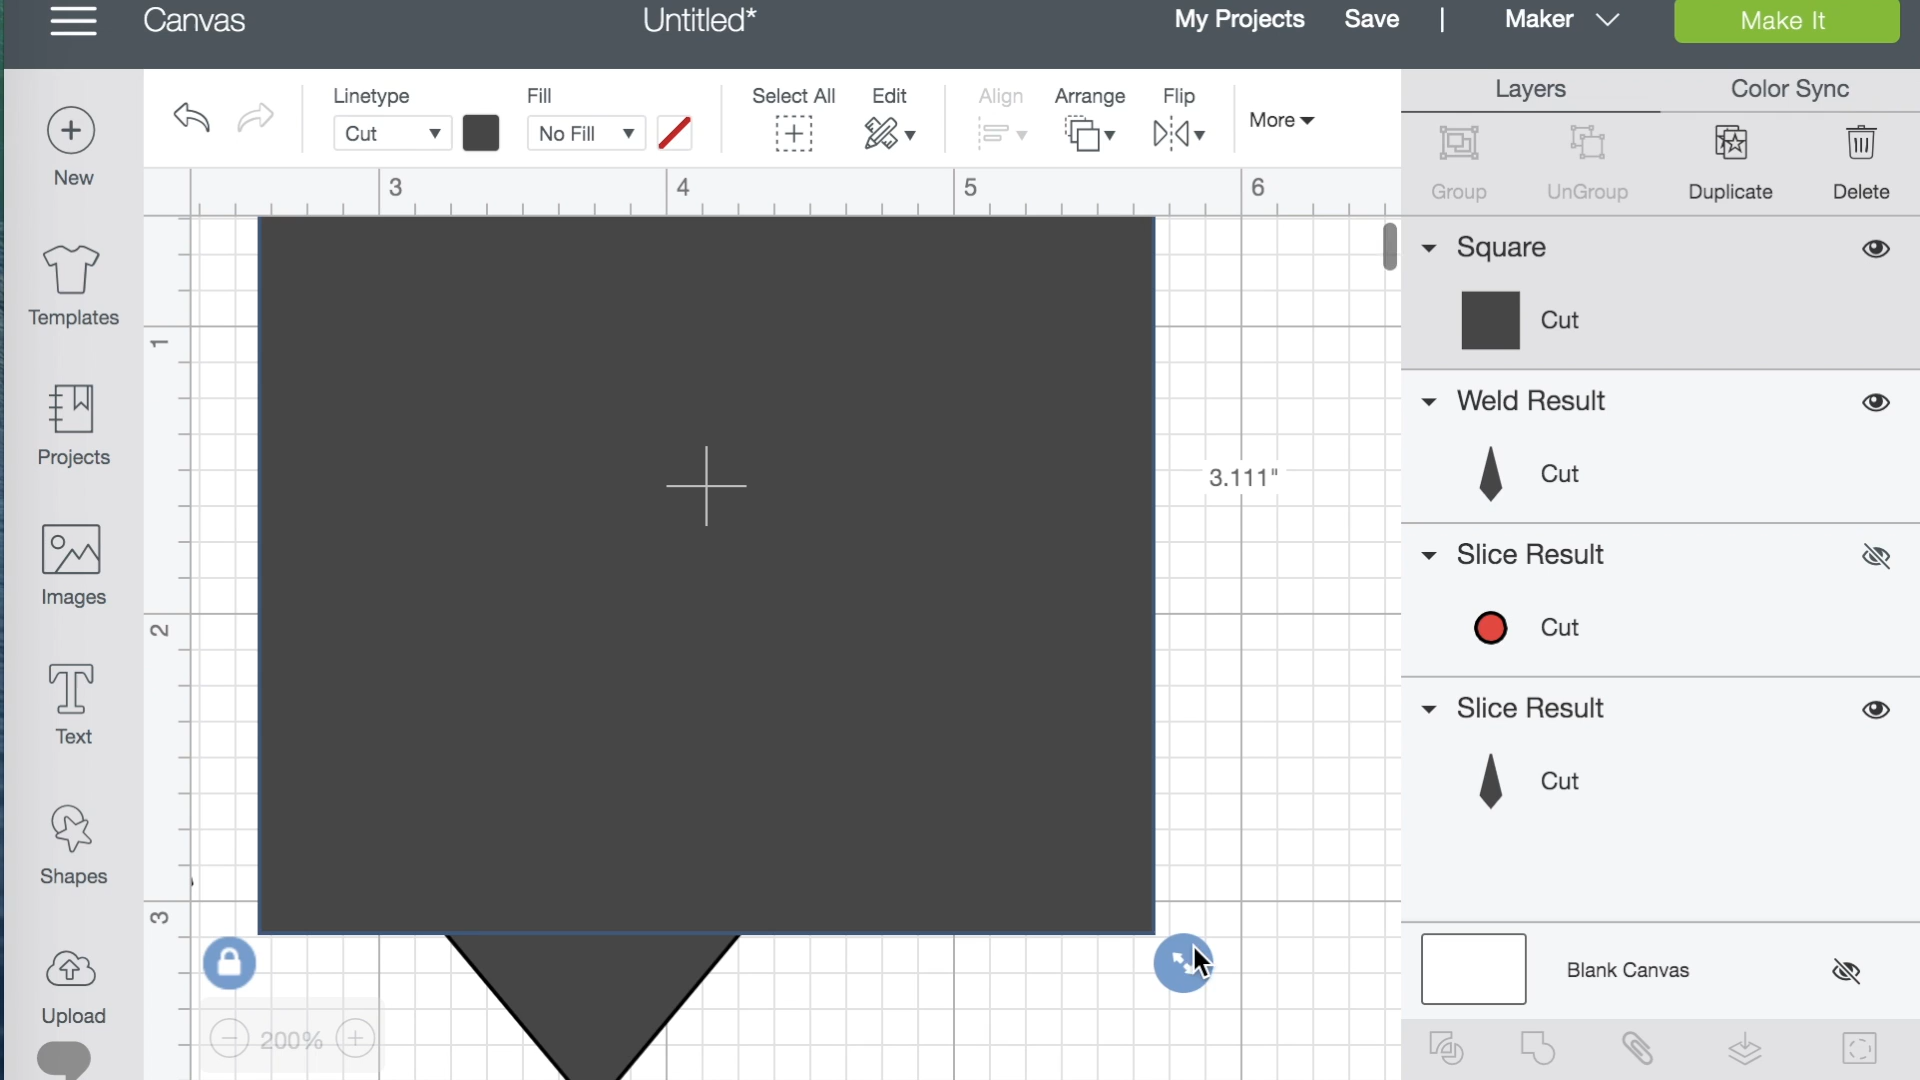 Canvas
Untitled*
My Projects
Save
|
Maker
Make It
New
Templates
Projects
Images
Text
Shapes
Upload
Linetype
Cut
Fill
No Fill
Select All
Edit
Align
Arrange
Flip
More
3
4
5
6
1
2
3
3.111"
200%
Layers
Color Sync
Group
UnGroup
Duplicate
Delete
Square
Cut
Weld Result
Cut
Slice Result
Cut
Slice Result
Cut
Blank Canvas